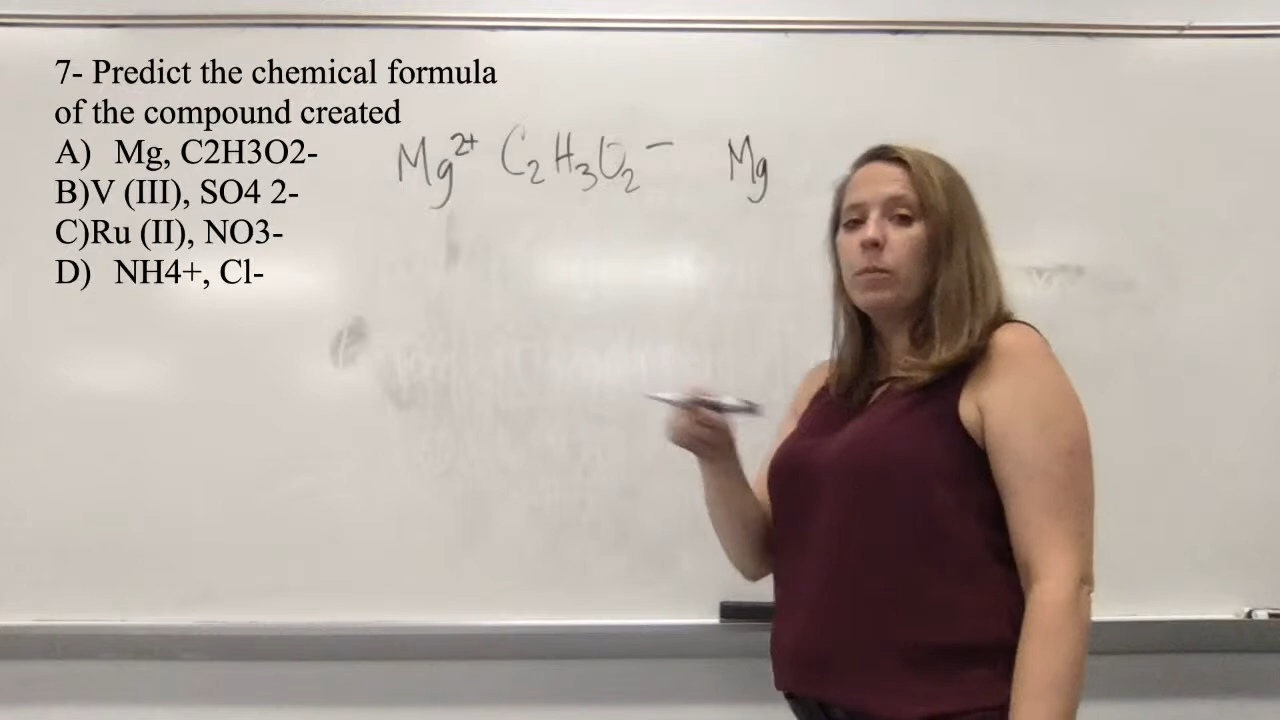 7- Predict the chemical formula
of the compound created
A) Mg, C2H3O2-
B)V (III), SO4 2-
C)Ru (II), NO3-
D) NH4+, Cl-
Mg²⁺ C₂H₃O₂⁻ Mg